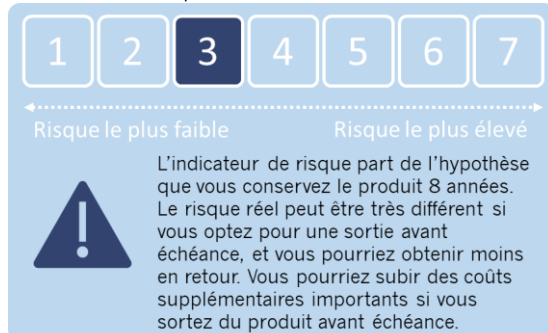 1 2 3 4 5 6 7
Risque le plus faible Risque le plus élevé
L'indicateur de risque part de l'hypothèse
que vous conservez le produit 8 années.
Le risque réel peut être très différent si
vous optez pour une sortie avant
échéance, et vous pourriez obtenir moins
en retour. Vous pourriez subir des coûts
supplémentaires importants si vous
sortez du produit avant échéance.